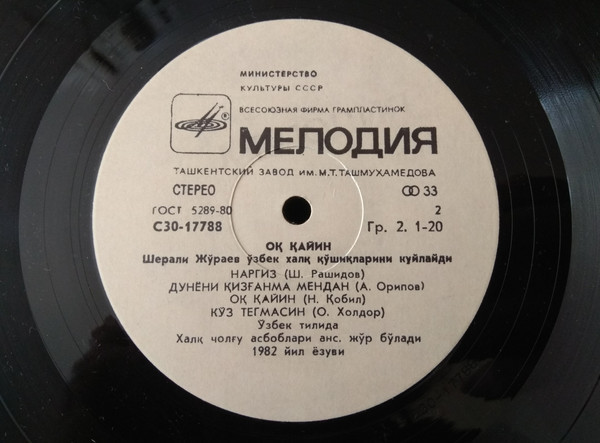 МИНИСТЕРСТВО
КУЛЬТУРЫ СССР
ВСЕСОЮЗНАЯ ФИРМА ГРАМПЛАСТИНОК
МЕЛОДИЯ
ТАШКЕНТСКИЙ ЗАВОД ИМ. М.Т. ТАШМУХАМЕДОВА
СТЕРЕО 33
ГОСТ 5289-80 2
С30-17788 Гр. 2. 1-20
ОҚ ҚАЙИН
Шерали Жўраев ўзбек халқ қўшиқларини куйлайди
НАРГИЗ (Ш. Рашидов)
ДУНЁНИ ҚИЗҒАНМА МЕНДАН (А. Орипов)
ОҚ ҚАЙИН (Н. Қобил)
КЎЗ ТЕГМАСИН (О. Холдор)
Ўзбек тилида
Халқ чолғу асбоблари анс. жўр бўлади
1982 йил ёзуви